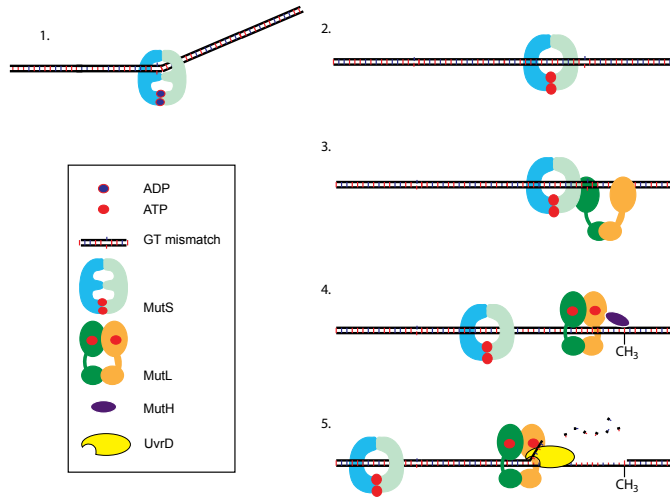 1.
2.
3.
4.
CH₃
5.
CH₃
ADP
ATP
GT mismatch
MutS
MutL
MutH
UvrD